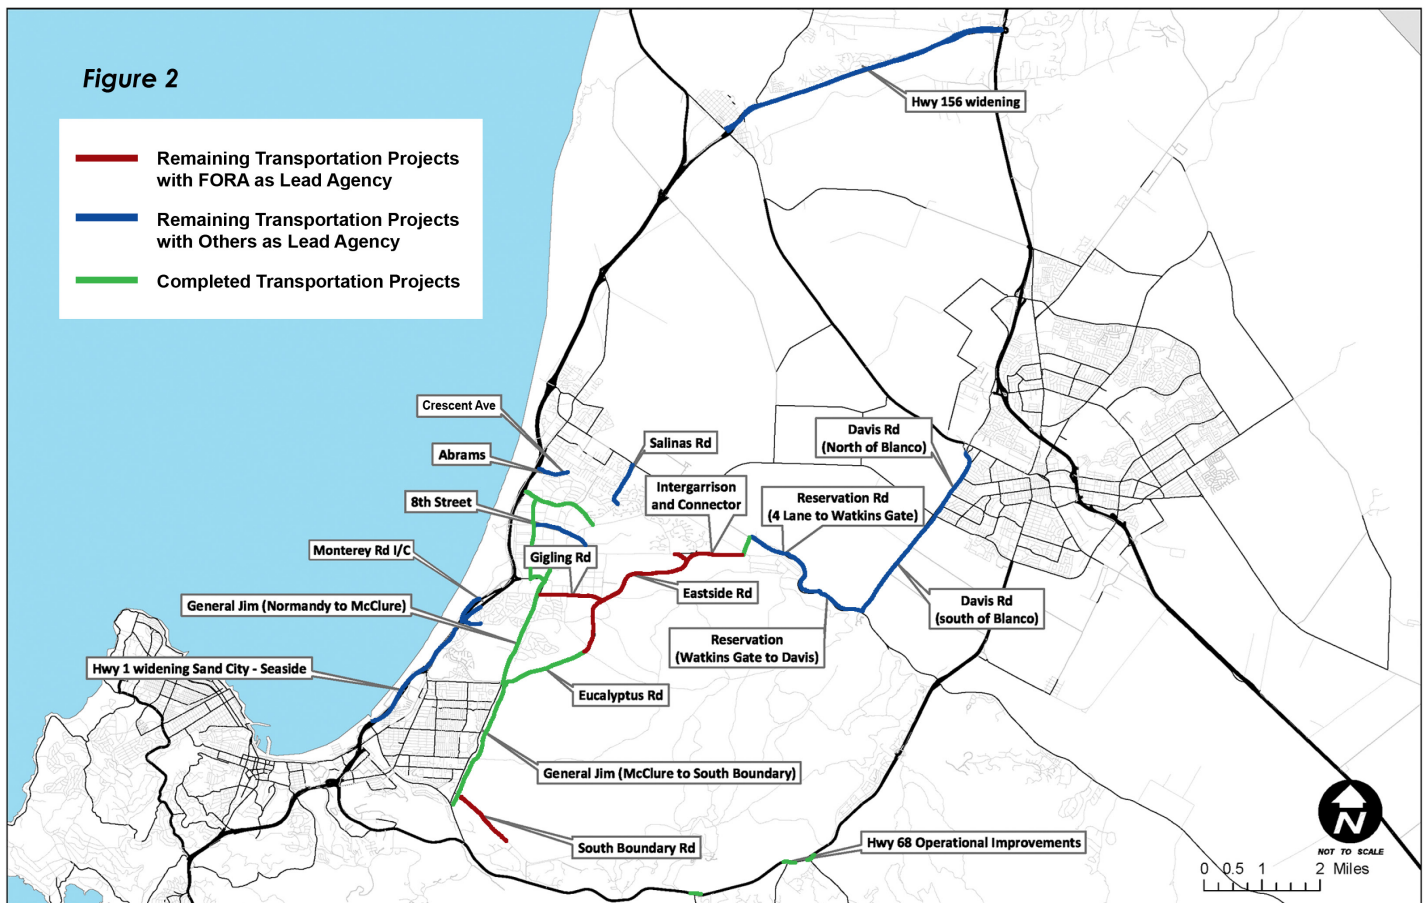 Figure 2
Remaining Transportation Projects
with FORA as Lead Agency
Remaining Transportation Projects
with Others as Lead Agency
Completed Transportation Projects
Hwy 156 widening
Crescent Ave
Abrams
Salinas Rd
Davis Rd
(North of Blanco)
8th Street
Intergarrison
and Connector
Reservation Rd
(4 Lane to Watkins Gate)
Monterey Rd I/C
Gigling Rd
Eastside Rd
General Jim (Normandy to McClure)
Davis Rd
(south of Blanco)
Reservation
(Watkins Gate to Davis)
Hwy 1 widening Sand City - Seaside
Eucalyptus Rd
General Jim (McClure to South Boundary)
South Boundary Rd
Hwy 68 Operational Improvements
N
NOT TO SCALE
0 0.5 1 2 Miles